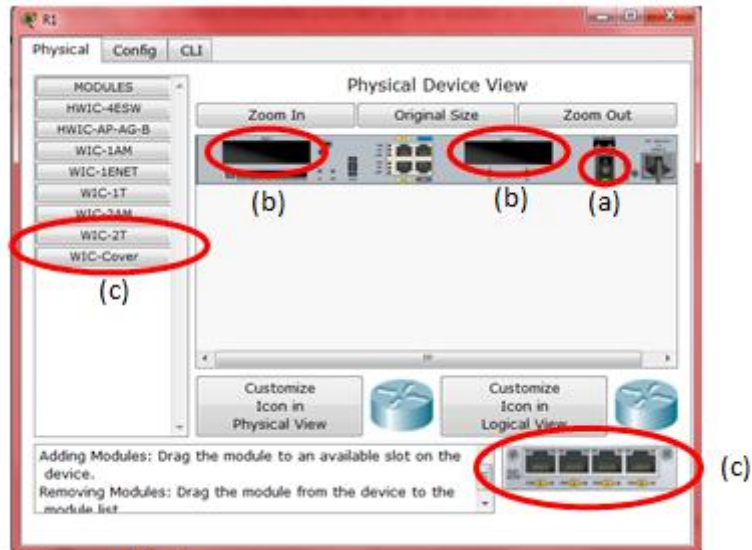 R1
Physical Config CLI
MODULES
HWIC-4ESW
HWIC-AP-AG-B
WIC-1AM
WIC-1ENET
WIC-1T
WIC-2AM
WIC-2T
WIC-Cover
(c)
Physical Device View
Zoom In Original Size Zoom Out
(b) (b) (a)
Customize
Icon in
Physical View
Customize
Icon in
Logical View
Adding Modules: Drag the module to an available slot on the
device.
Removing Modules: Drag the module from the device to the
module list
(c)